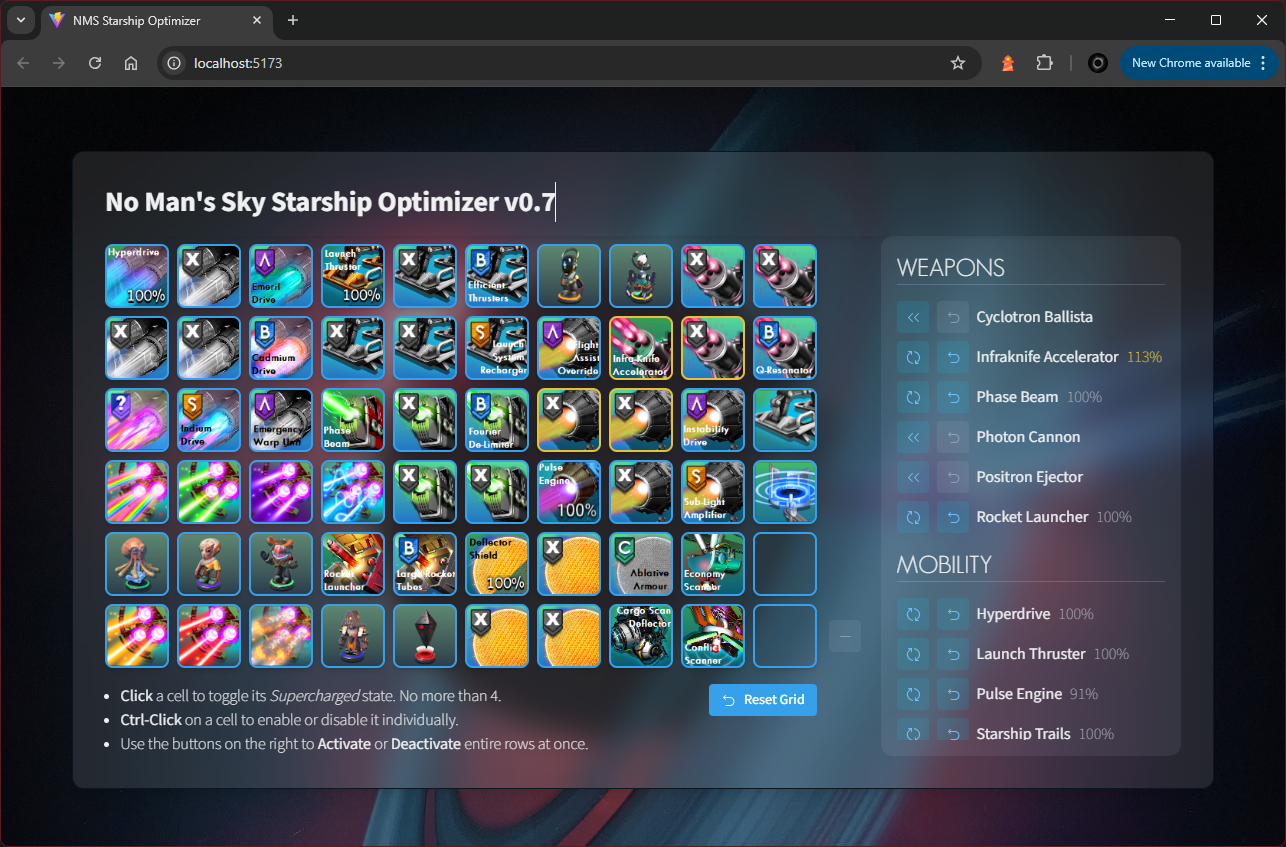 NMS Starship Optimizer
localhost:5173
New Chrome available
No Man's Sky Starship Optimizer v0.7
Hyperdrive
100%
X
Emeril
Drive
Launch
Thruster
100%
X
B
Efficient
Thrusters
X
X
X
X
B
Cadmium
Drive
X
X
S
Launch
System
Recharger
Flight
Assist
Override
Infra-Knife
Accelerator
X
B
Q-Resonator
?
S
Indium
Drive
Emergency
Warp Unit
Phase
Beam
X
B
Fourier
De-Limiter
X
X
Instability
Drive
X
X
Pulse
Engine
100%
X
S
Sub-Light
Amplifier
Rocket
Launcher
B
Large Rocket
Tubes
Deflector
Shield
100%
X
C
Ablative
Armour
Economy
Scanner
X
X
Cargo Scan
Deflector
Conflict
Scanner
Click a cell to toggle its Supercharged state. No more than 4.
Ctrl-Click on a cell to enable or disable it individually.
Use the buttons on the right to Activate or Deactivate entire rows at once.
Reset Grid
WEAPONS
Cyclotron Ballista
Infraknife Accelerator 113%
Phase Beam 100%
Photon Cannon
Positron Ejector
Rocket Launcher 100%
MOBILITY
Hyperdrive 100%
Launch Thruster 100%
Pulse Engine 91%
Starship Trails 100%